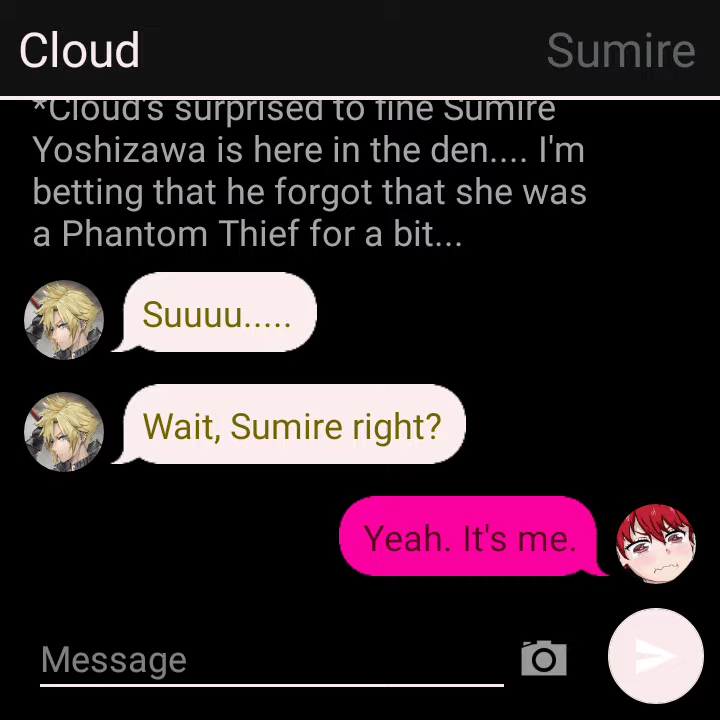 Cloud Sumire
*Cloud's surprised to fine Sumire
Yoshizawa is here in the den.... I'm
betting that he forgot that she was
a Phantom Thief for a bit...
Suuuu.....
Wait, Sumire right?
Yeah. It's me.
Message